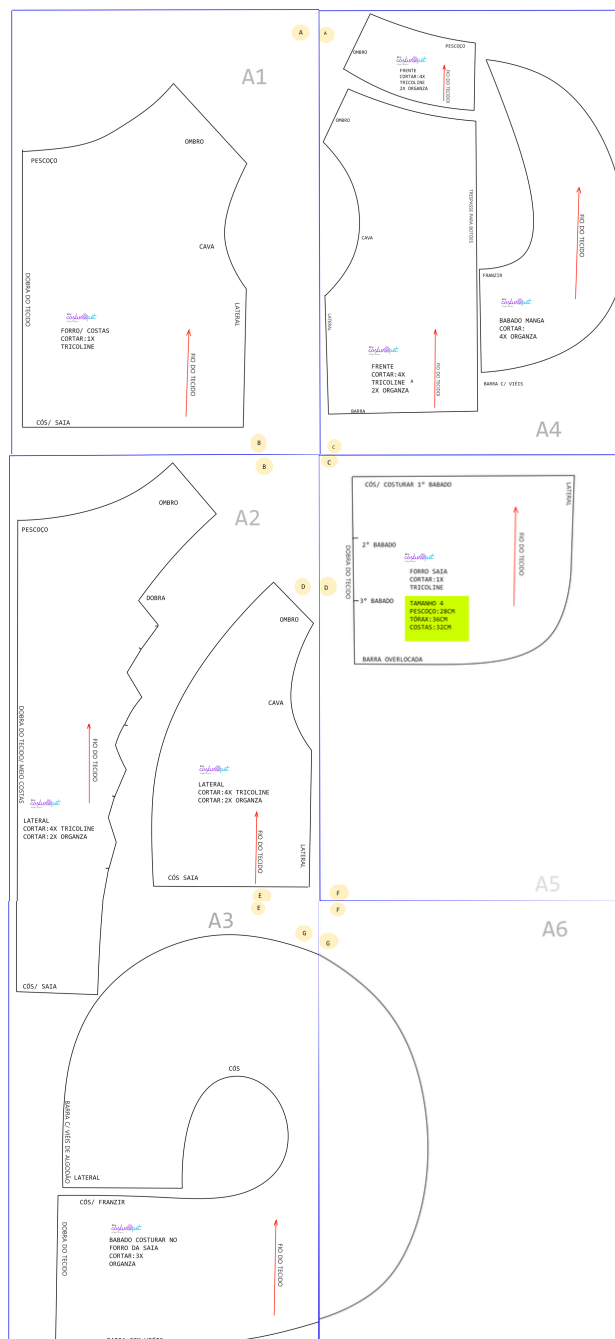 A
A1
PESCOÇO
OMBRO
CAVA
DOBRA DO TECIDO
LATERAL
costura pet
FORRO/ COSTAS
CORTAR:1X
TRICOLINE
FIO DO TECIDO
CÓS/ SAIA
B
A
OMBRO
PESCOÇO
FRENTE
CORTAR:4X
TRICOLINE
2X ORGANZA
FIO DO TECIDO
OMBRO
TRESPASSE PARA BOTÕES
CAVA
LATERAL
FRENTE
CORTAR:4X
TRICOLINE
A
2X ORGANZA
FIO DO TECIDO
BARRA
FRANZIR
FIO DO TECIDO
BABADO MANGA
CORTAR:
4X ORGANZA
BARRA C/ VIÉS
A4
C
B
A2
OMBRO
PESCOÇO
DOBRA
DOBRA DO TECIDO/ MEIO COSTAS
FIO DO TECIDO
LATERAL
CORTAR:4X TRICOLINE
CORTAR:2X ORGANZA
CÓS/ SAIA
D
OMBRO
CAVA
LATERAL
CORTAR:4X TRICOLINE
CORTAR:2X ORGANZA
FIO DO TECIDO
LATERAL
CÓS SAIA
E
C
CÓS/ COSTURAR 1° BABADO
LATERAL
2° BABADO
DOBRA DO TECIDO
FIO DO TECIDO
FORRO SAIA
CORTAR:1X
TRICOLINE
D
3° BABADO
TAMANHO 4
PESCOÇO:28CM
TÓRAX:36CM
COSTAS:32CM
BARRA OVERLOCADA
A5
F
E
A3
G
CÓS
BARRA C/ VIÉS DE ALGODÃO
LATERAL
CÓS/ FRANZIR
DOBRA DO TECIDO
BABADO COSTURAR NO
FORRO DA SAIA
CORTAR:3X
ORGANZA
FIO DO TECIDO
F
G
A6